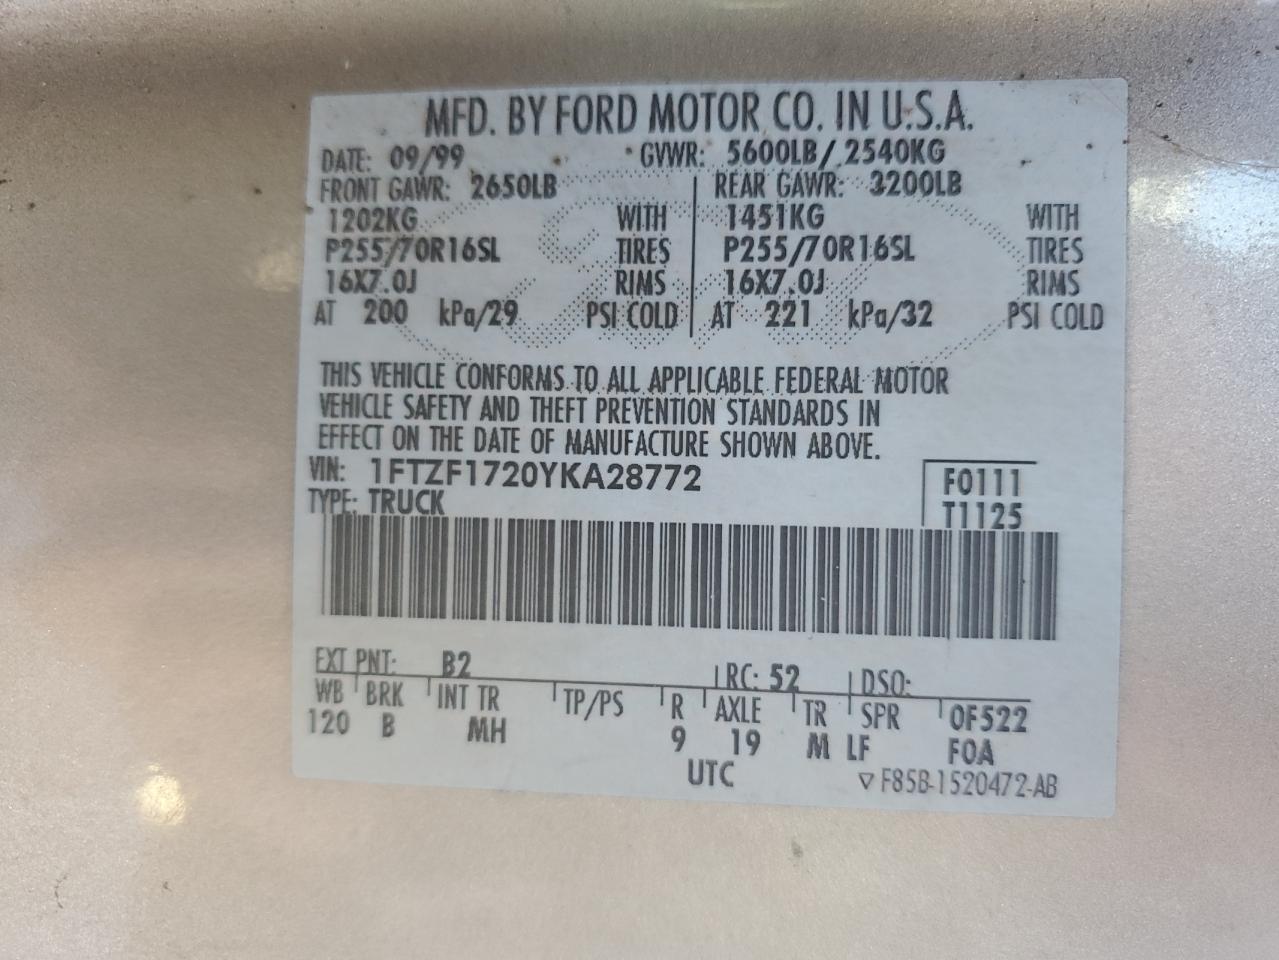 MFD. BY FORD MOTOR CO. IN U.S.A.
DATE: 09/99 GVWR: 5600LB/ 2540KG
FRONT GAWR: 2650LB REAR GAWR: 3200LB
1202KG WITH 1451KG WITH
P255/70R16SL TIRES P255/70R16SL TIRES
16X7.0J RIMS 16X7.0J RIMS
AT 200 kPa/29 PSI COLD AT 221 kPa/32 PSI COLD
THIS VEHICLE CONFORMS TO ALL APPLICABLE FEDERAL MOTOR
VEHICLE SAFETY AND THEFT PREVENTION STANDARDS IN
EFFECT ON THE DATE OF MANUFACTURE SHOWN ABOVE.
VIN: 1FTZF1720YKA28772 F0111
TYPE: TRUCK T1125
EXT PNT: B2 RC: 52 DSO:
WB BRK INT TR TP/PS R AXLE TR SPR 0F522
120 B MH 9 19 M LF F0A
UTC ▽F85B-1520472-AB